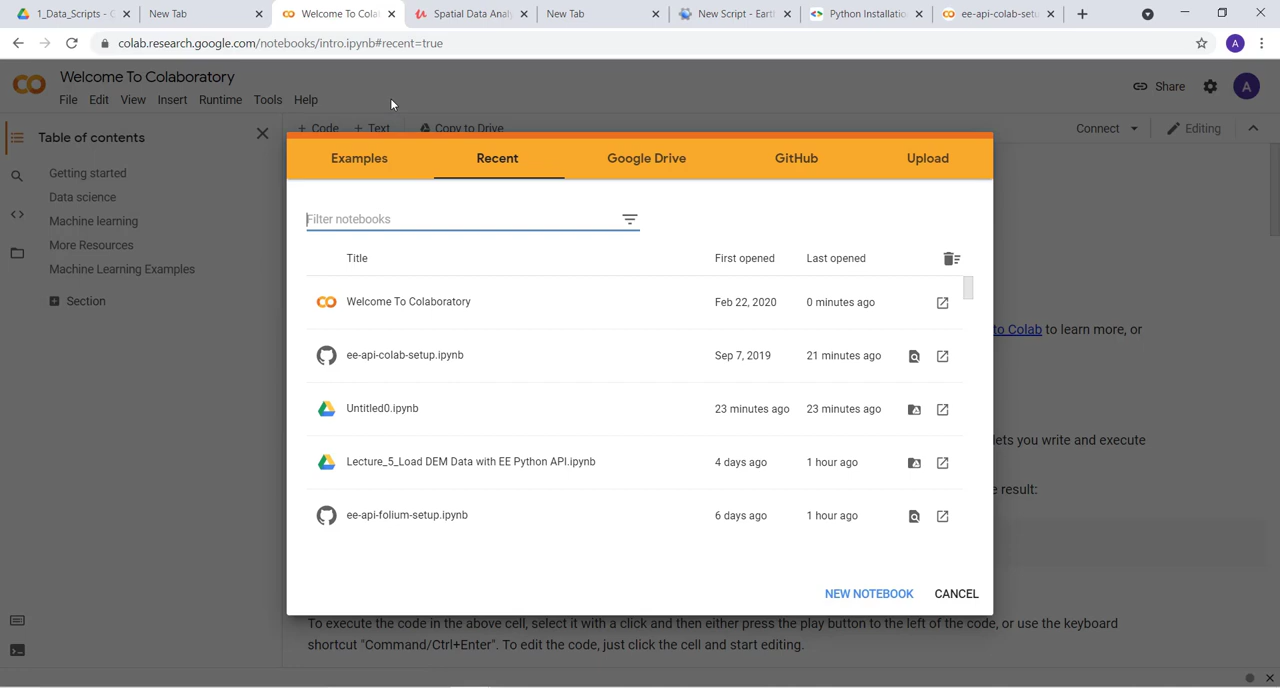 1_Data_Scripts - G
New Tab
Welcome To Colab
Spatial Data Analy
New Tab
New Script - Earth
Python Installatio
ee-api-colab-setu
colab.research.google.com/notebooks/intro.ipynb#recent=true
A
Welcome To Colaboratory
File Edit View Insert Runtime Tools Help
Share
A
Table of contents
+ Code + Text Copy to Drive
Connect
Editing
Getting started
Data science
Machine learning
More Resources
Machine Learning Examples
Section
Examples
Recent
Google Drive
GitHub
Upload
Filter notebooks
Title First opened Last opened
Welcome To Colaboratory Feb 22, 2020 0 minutes ago
ee-api-colab-setup.ipynb Sep 7, 2019 21 minutes ago
Untitled0.ipynb 23 minutes ago 23 minutes ago
Lecture_5_Load DEM Data with EE Python API.ipynb 4 days ago 1 hour ago
ee-api-folium-setup.ipynb 6 days ago 1 hour ago
NEW NOTEBOOK CANCEL
to Colab to learn more, or
lets you write and execute
e result:
To execute the code in the above cell, select it with a click and then either press the play button to the left of the code, or use the keyboard
shortcut "Command/Ctrl+Enter". To edit the code, just click the cell and start editing.